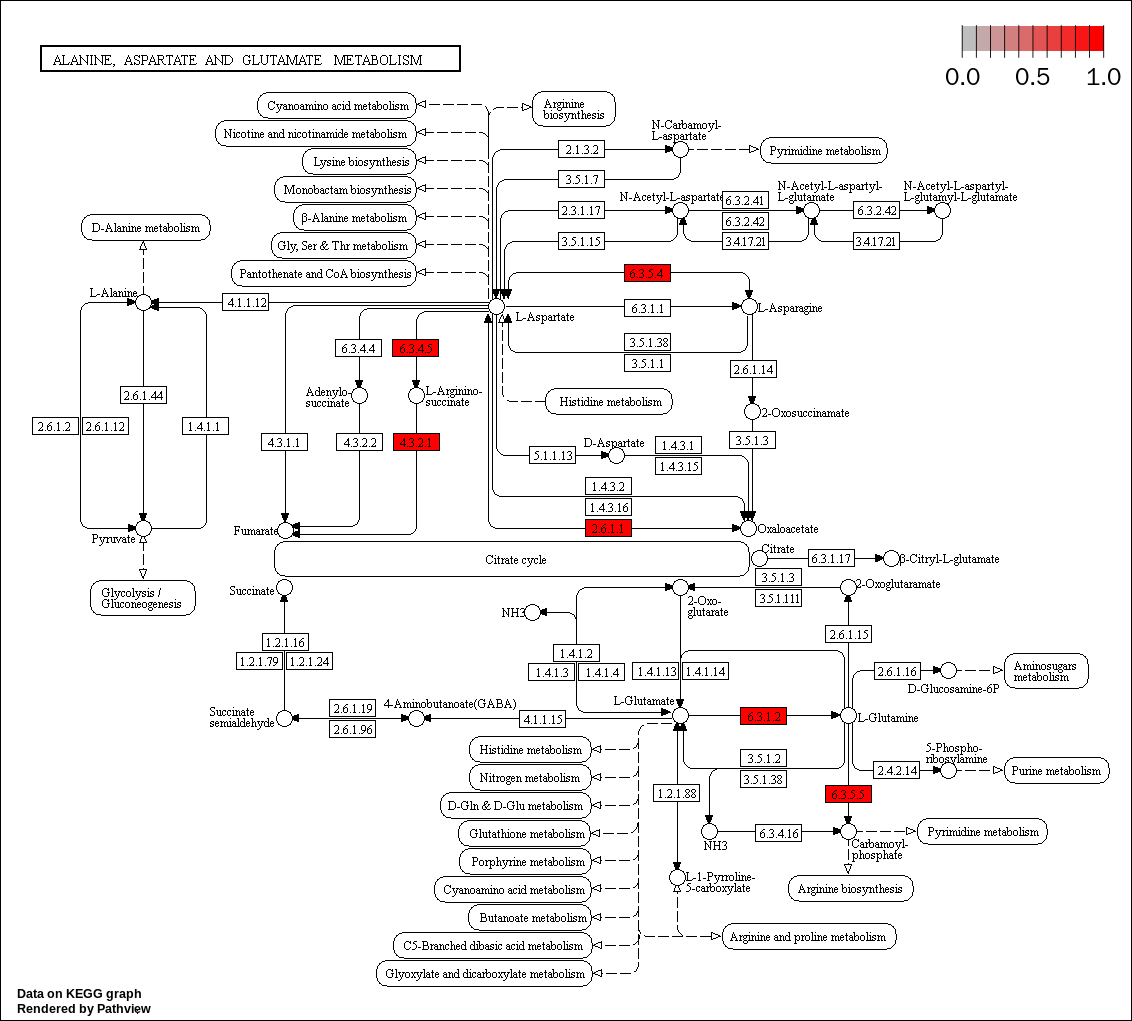 ALANINE, ASPARTATE AND GLUTAMATE METABOLISM
0.0 0.5 1.0
Cyanoamino acid metabolism
Arginine
biosynthesis
Nicotine and nicotinamide metabolism
N-Carbamoyl-
L-aspartate
2.1.3.2
Pyrimidine metabolism
Lysine biosynthesis
3.5.1.7
Monobactam biosynthesis
N-Acetyl-L-aspartate
6.3.2.41
N-Acetyl-L-aspartyl-
L-glutamate
N-Acetyl-L-aspartyl-
L-glutamyl-L-glutamate
β-Alanine metabolism
2.3.1.17
6.3.2.42
6.3.2.42
D-Alanine metabolism
Gly, Ser & Thr metabolism
3.5.1.15
3.4.17.21
3.4.17.21
Pantothenate and CoA biosynthesis
6.3.5.4
L-Alanine
4.1.1.12
L-Aspartate
6.3.1.1
L-Asparagine
6.3.4.4
6.3.4.5
3.5.1.38
3.5.1.1
2.6.1.14
2.6.1.44
Adenylo-
succinate
L-Arginino-
succinate
Histidine metabolism
2-Oxosuccinamate
2.6.1.2
2.6.1.12
1.4.1.1
4.3.1.1
4.3.2.2
4.3.2.1
D-Aspartate
5.1.1.13
1.4.3.1
1.4.3.15
3.5.1.3
1.4.3.2
1.4.3.16
2.6.1.1
Pyruvate
Fumarate
Oxaloacetate
Citrate cycle
Citrate
6.3.1.17
β-Citryl-L-glutamate
Glycolysis /
Gluconeogenesis
Succinate
3.5.1.3
3.5.1.111
2-Oxoglutaramate
NH3
2-Oxo-
glutarate
1.2.1.16
1.2.1.79
1.2.1.24
1.4.1.2
1.4.1.3
1.4.1.4
1.4.1.13
1.4.1.14
2.6.1.15
2.6.1.16
D-Glucosamine-6P
Aminosugars
metabolism
Succinate
semialdehyde
2.6.1.19
2.6.1.96
4-Aminobutanoate(GABA)
4.1.1.15
L-Glutamate
6.3.1.2
L-Glutamine
Histidine metabolism
3.5.1.2
3.5.1.38
5-Phospho-
ribosylamine
2.4.2.14
Purine metabolism
Nitrogen metabolism
1.2.1.88
6.3.5.5
D-Gln & D-Glu metabolism
Glutathione metabolism
NH3
6.3.4.16
Carbamoyl-
phosphate
Pyrimidine metabolism
Porphyrine metabolism
Cyanoamino acid metabolism
L-1-Pyrroline-
5-carboxylate
Arginine biosynthesis
Butanoate metabolism
C5-Branched dibasic acid metabolism
Arginine and proline metabolism
Glyoxylate and dicarboxylate metabolism
Data on KEGG graph
Rendered by Pathview